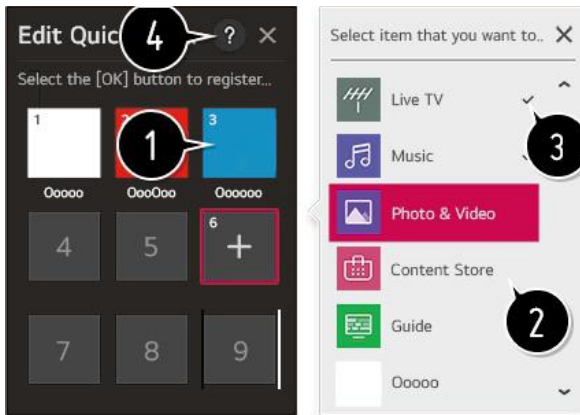 Edit Quic
4
?
Select the [OK] button to register...
1
2
3
1
Ooooo
OooOoo
Oooooo
4
5
6
7
8
9
Select item that you want to..
Live TV
3
Music
Photo & Video
Content Store
2
Guide
Ooooo